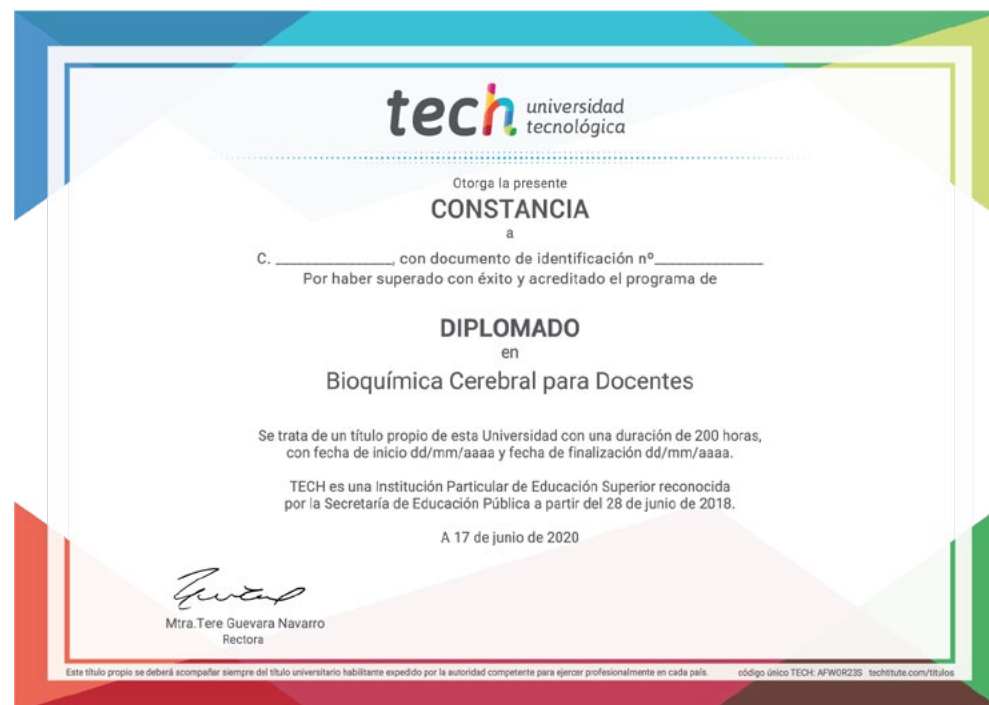 tech universidad
tecnológica
Otorga la presente
CONSTANCIA
a
C. ________________, con documento de identificación nº_______________
Por haber superado con éxito y acreditado el programa de
DIPLOMADO
en
Bioquímica Cerebral para Docentes
Se trata de un título propio de esta Universidad con una duración de 200 horas,
con fecha de inicio dd/mm/aaaa y fecha de finalización dd/mm/aaaa.
TECH es una Institución Particular de Educación Superior reconocida
por la Secretaría de Educación Pública a partir del 28 de junio de 2018.
A 17 de junio de 2020
Mtra.Tere Guevara Navarro
Rectora
Este título propio se deberá acompañar siempre del título universitario habilitante expedido por la autoridad competente para ejercer profesionalmente en cada país. código único TECH: AFWOR23S techtitute.com/titulos